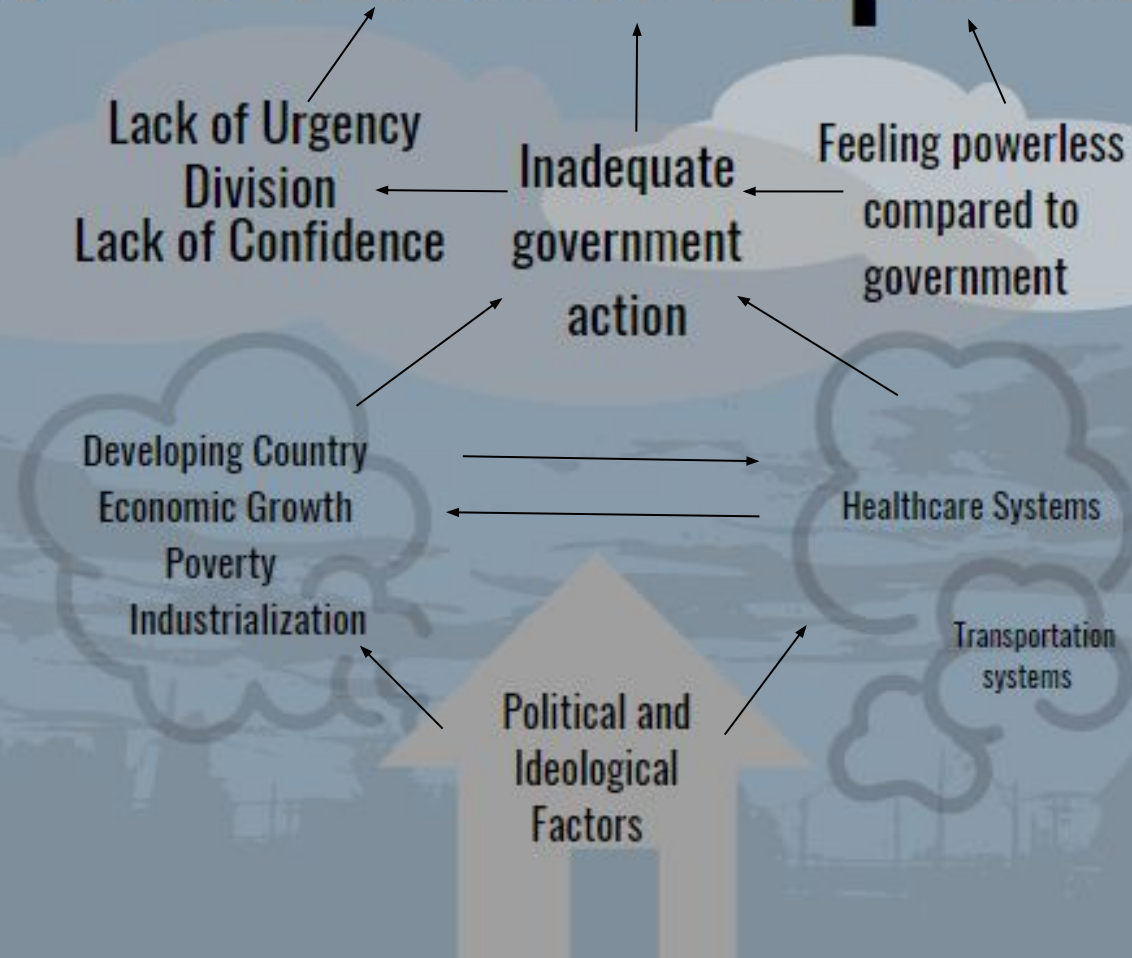 Lack of Urgency
Division
Lack of Confidence
Inadequate
government
action
Feeling powerless
compared to
government
Developing Country
Economic Growth
Poverty
Industrialization
Healthcare Systems
Transportation
systems
Political and
Ideological
Factors